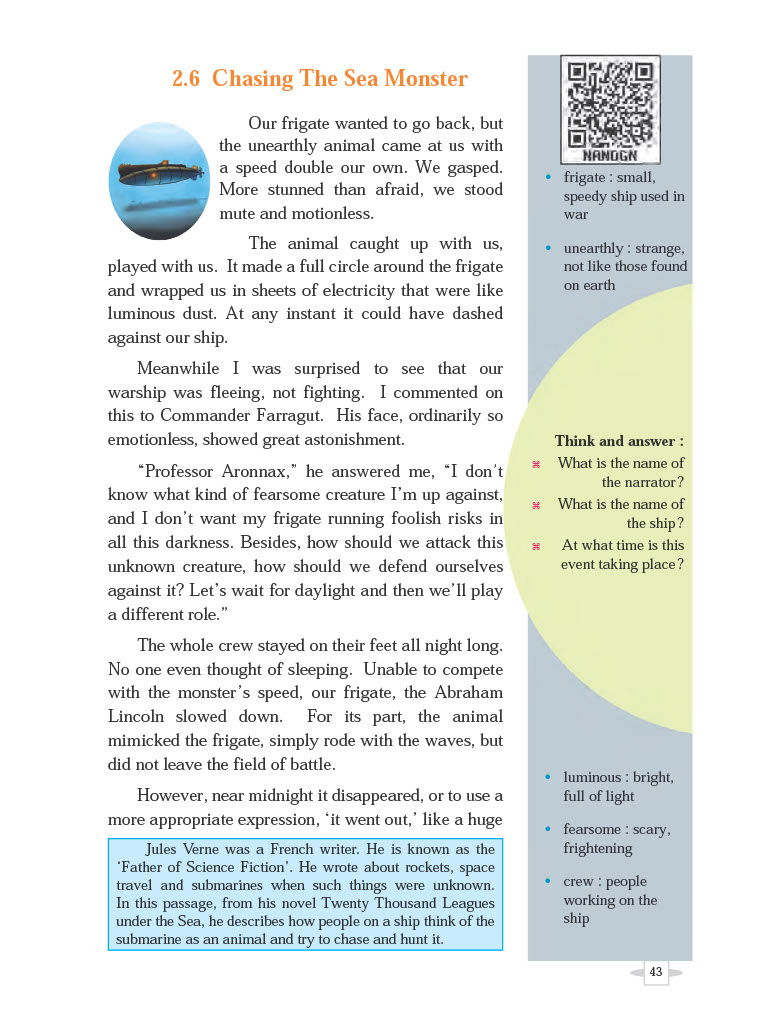 2.6 Chasing The Sea Monster
Our frigate wanted to go back, but
the unearthly animal came at us with
a speed double our own. We gasped.
More stunned than afraid, we stood
mute and motionless.
The animal caught up with us,
played with us. It made a full circle around the frigate
and wrapped us in sheets of electricity that were like
luminous dust. At any instant it could have dashed
against our ship.
Meanwhile I was surprised to see that our
warship was fleeing, not fighting. I commented on
this to Commander Farragut. His face, ordinarily so
emotionless, showed great astonishment.
“Professor Aronnax,” he answered me, “I don’t
know what kind of fearsome creature I’m up against,
and I don’t want my frigate running foolish risks in
all this darkness. Besides, how should we attack this
unknown creature, how should we defend ourselves
against it? Let’s wait for daylight and then we’ll play
a different role.”
The whole crew stayed on their feet all night long.
No one even thought of sleeping. Unable to compete
with the monster’s speed, our frigate, the Abraham
Lincoln slowed down. For its part, the animal
mimicked the frigate, simply rode with the waves, but
did not leave the field of battle.
However, near midnight it disappeared, or to use a
more appropriate expression, ‘it went out,’ like a huge
Jules Verne was a French writer. He is known as the
‘Father of Science Fiction’. He wrote about rockets, space
travel and submarines when such things were unknown.
In this passage, from his novel Twenty Thousand Leagues
under the Sea, he describes how people on a ship think of the
submarine as an animal and try to chase and hunt it.
NANDGN
• frigate : small,
speedy ship used in
war
• unearthly : strange,
not like those found
on earth
Think and answer :
⌘ What is the name of
the narrator?
⌘ What is the name of
the ship?
⌘ At what time is this
event taking place?
• luminous : bright,
full of light
• fearsome : scary,
frightening
• crew : people
working on the
ship
43